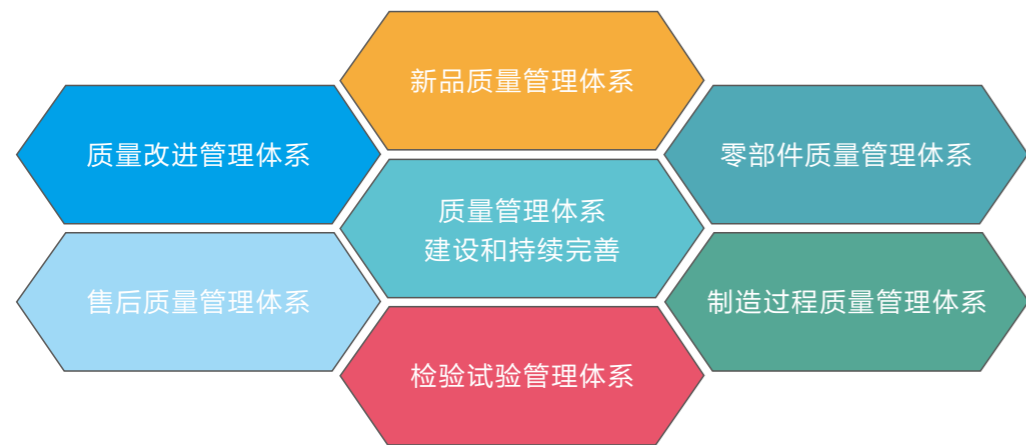 新品质量管理体系
质量改进管理体系
零部件质量管理体系
质量管理体系
建设和持续完善
售后质量管理体系
制造过程质量管理体系
检验试验管理体系